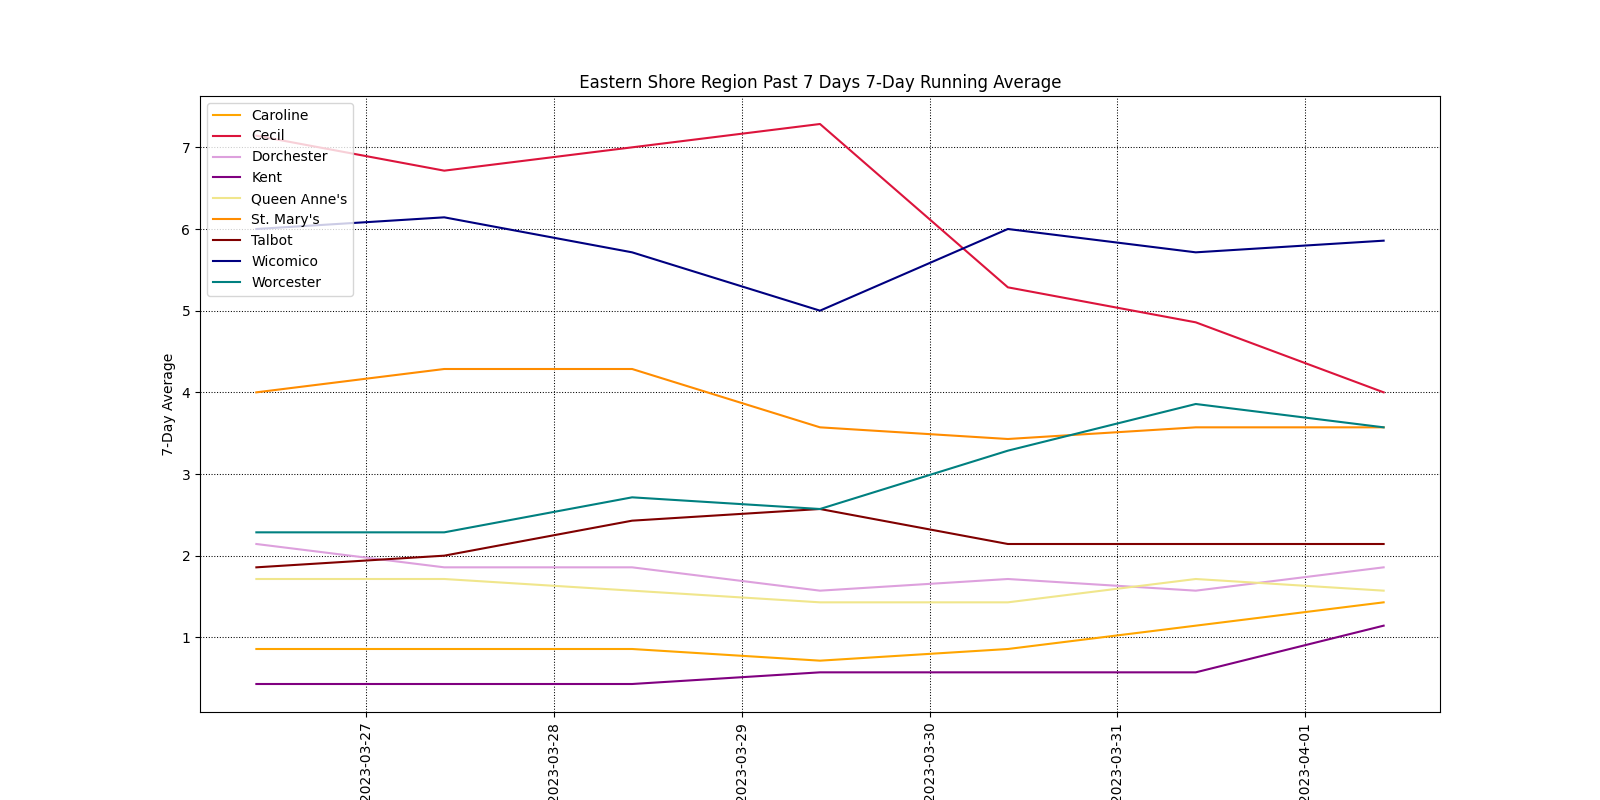 Eastern Shore Region Past 7 Days 7-Day Running Average
Caroline
Cecil
Dorchester
Kent
Queen Anne's
St. Mary's
Talbot
Wicomico
Worcester
7
6
5
4
3
2
1
7-Day Average
2023-03-27
2023-03-28
2023-03-29
2023-03-30
2023-03-31
2023-04-01